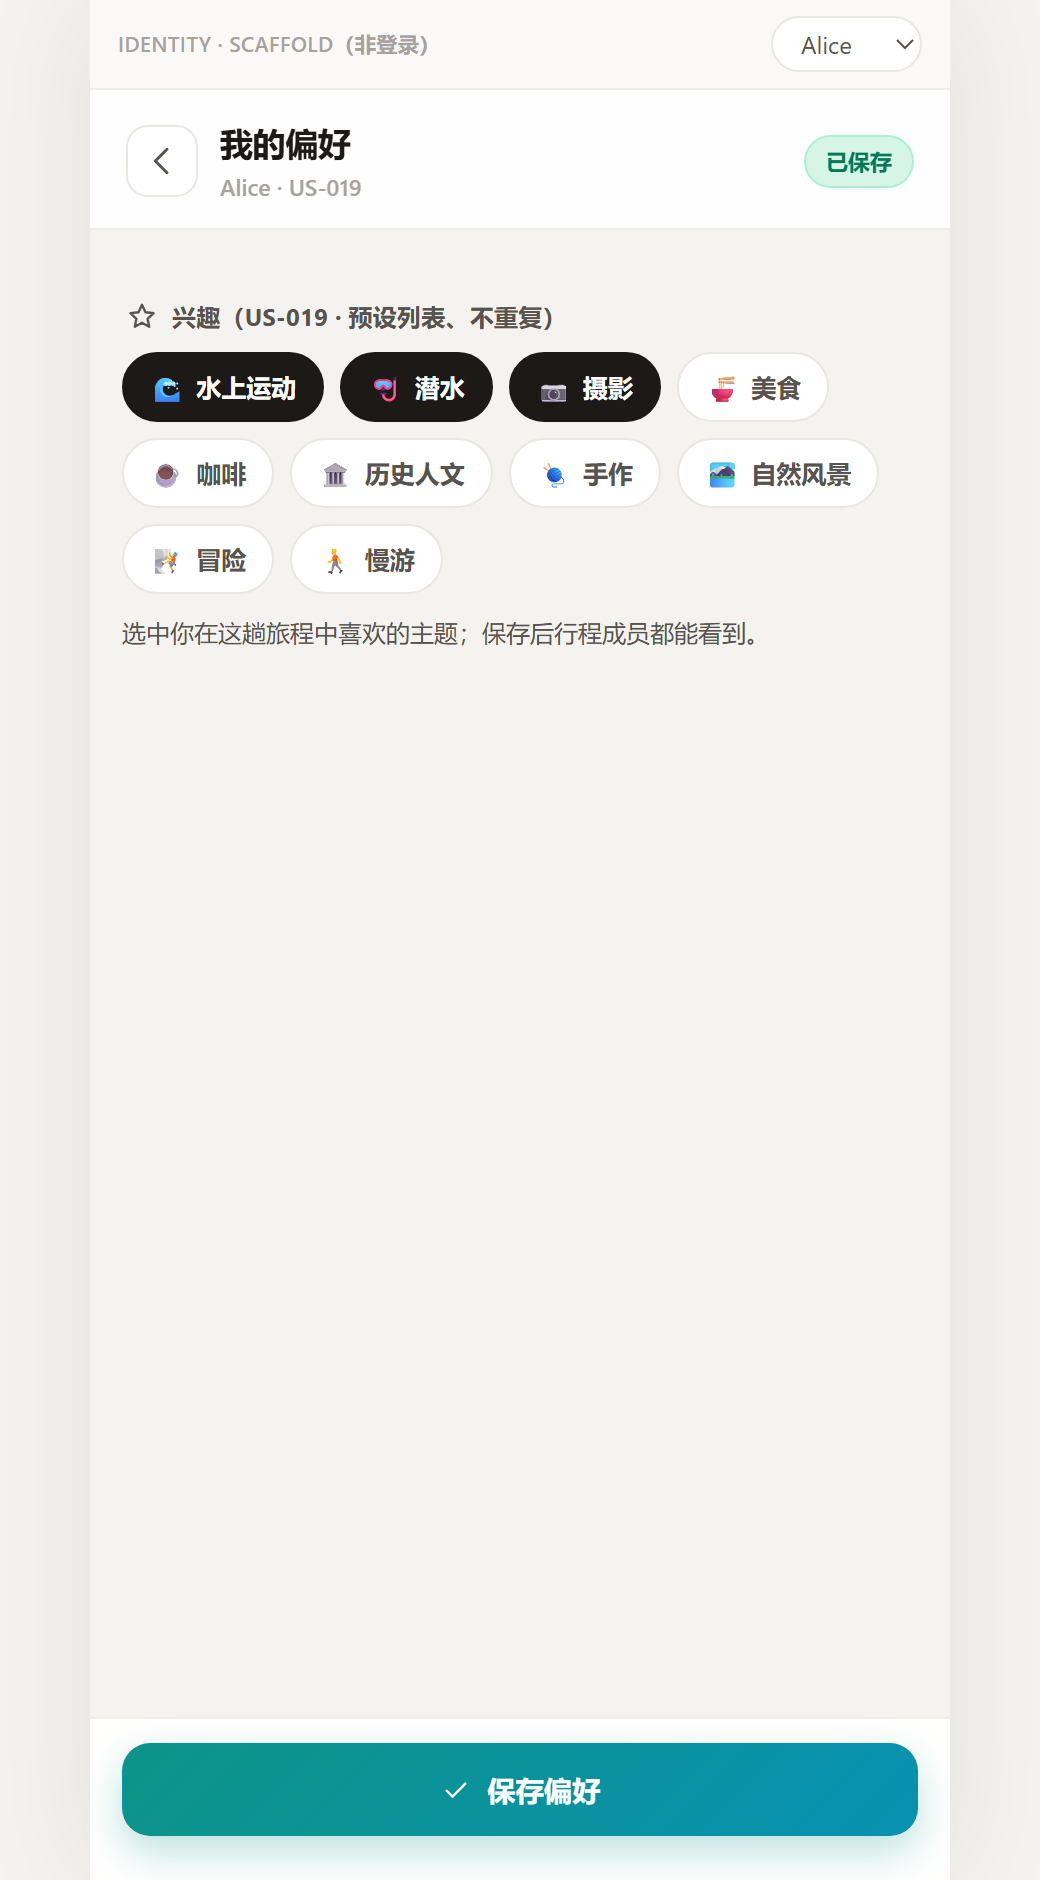 IDENTITY · SCAFFOLD（非登录）
Alice
我的偏好
Alice · US-019
已保存
兴趣（US-019 · 预设列表、不重复）
水上运动 潜水 摄影 美食
咖啡 历史人文 手作 自然风景
冒险 慢游
选中你在这趟旅程中喜欢的主题；保存后行程成员都能看到。
保存偏好